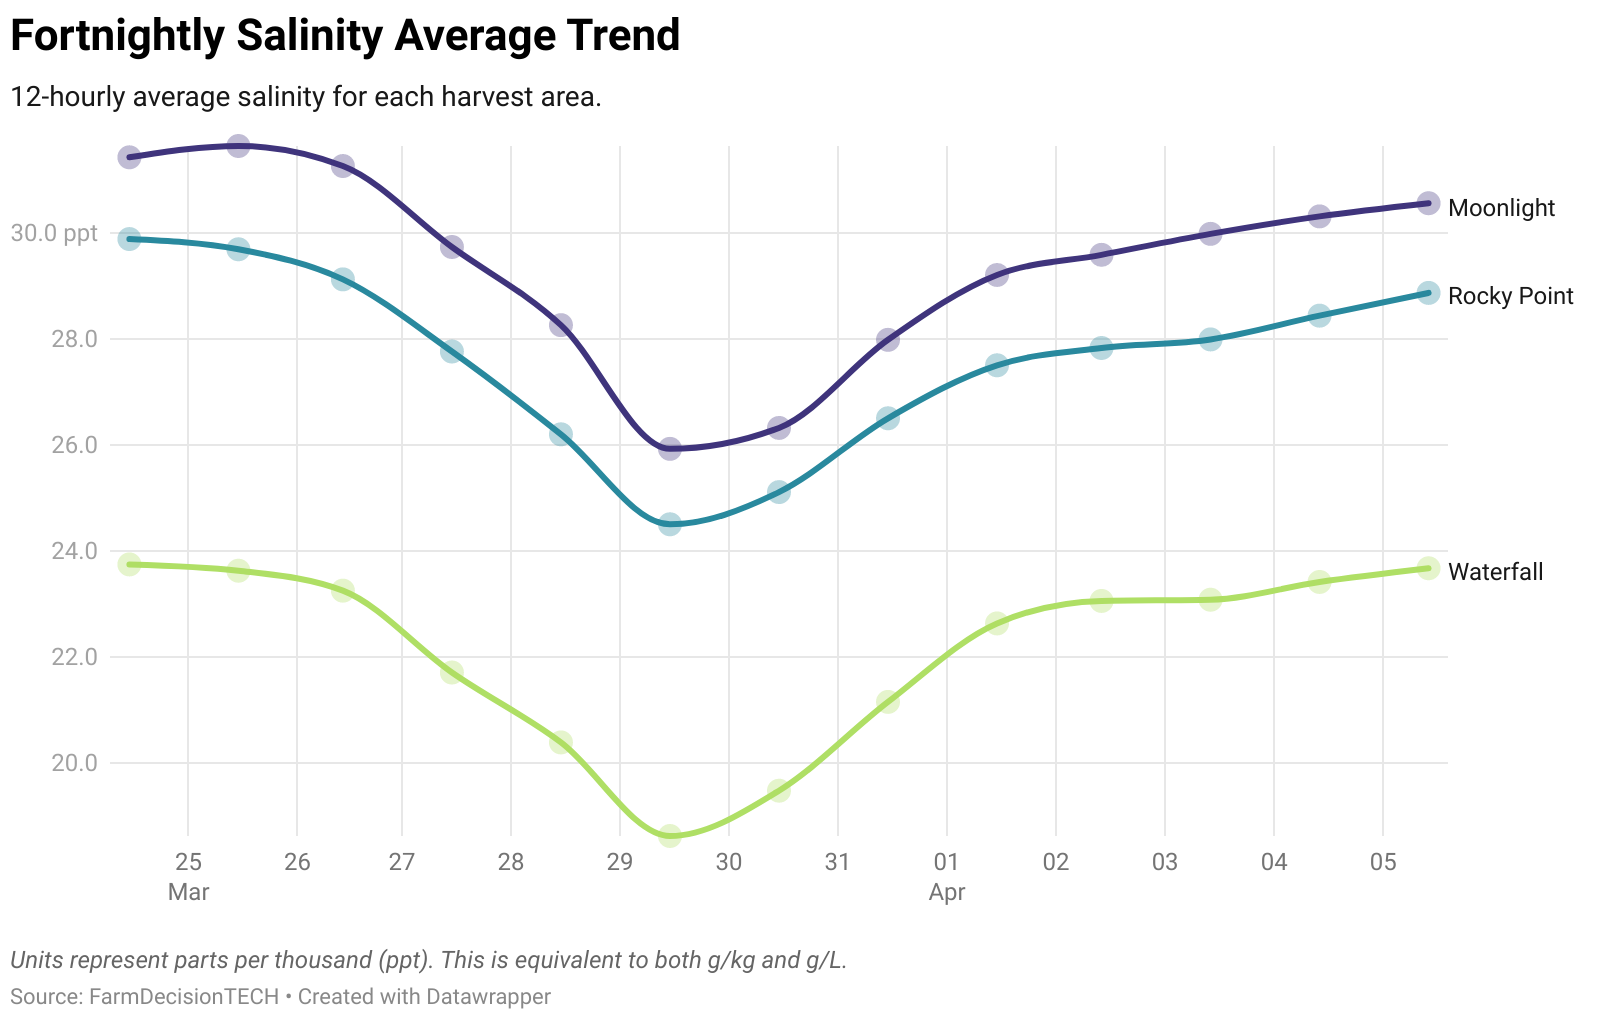 Fortnightly Salinity Average Trend
12-hourly average salinity for each harvest area.
Moonlight
30.0 ppt
Rocky Point
28.0
26.0
24.0
Waterfall
22.0
20.0
25 26 27 28 29 30 31 01 02 03 04 05
Mar Apr
Units represent parts per thousand (ppt). This is equivalent to both g/kg and g/L.
Source: FarmDecisionTECH • Created with Datawrapper